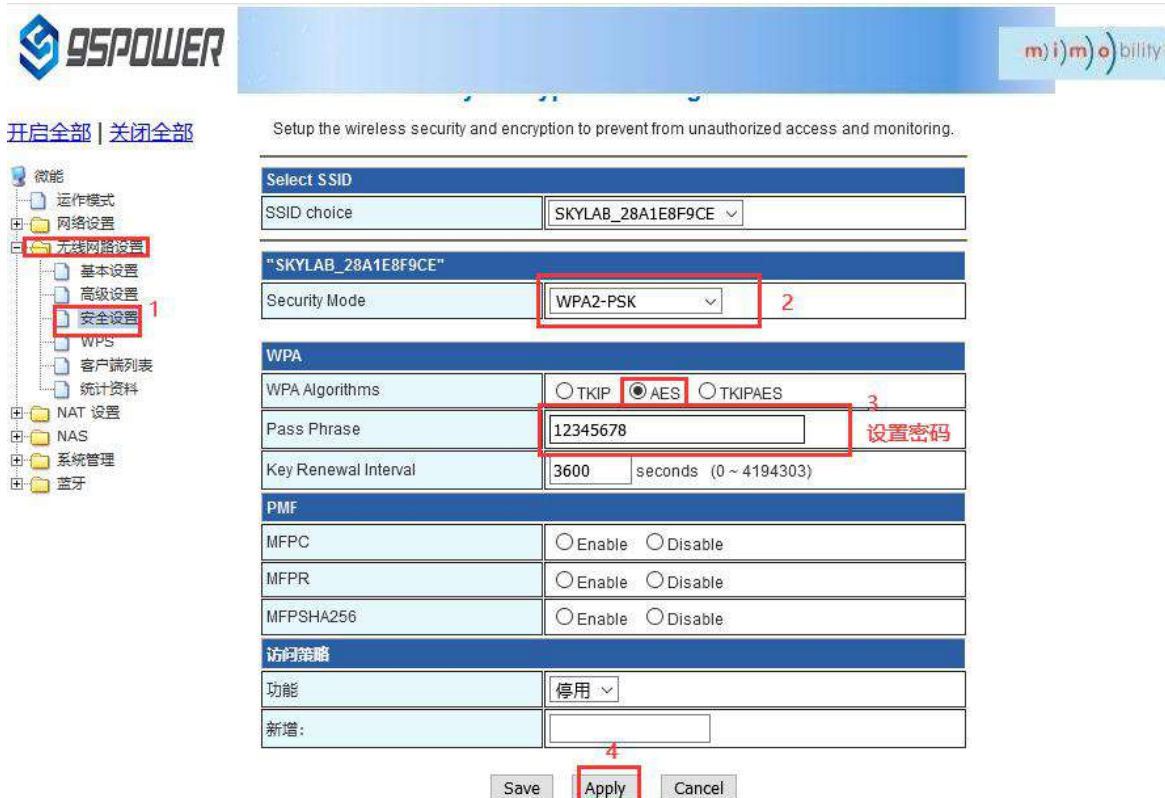 95POWER
m)i)m)o)bility
开启全部 | 关闭全部
Setup the wireless security and encryption to prevent from unauthorized access and monitoring.
微能
运作模式
网络设置
无线网路设置
基本设置
高级设置
安全设置
1
WPS
客户端列表
统计资料
NAT 设置
NAS
系统管理
蓝牙
Select SSID
SSID choice SKYLAB_28A1E8F9CE
"SKYLAB_28A1E8F9CE"
Security Mode WPA2-PSK 2
WPA
WPA Algorithms TKIP AES TKIPAES
3
Pass Phrase 12345678 设置密码
Key Renewal Interval 3600 seconds (0 ~ 4194303)
PMF
MFPC Enable Disable
MFPR Enable Disable
MFPSHA256 Enable Disable
访问策略
功能 停用
新增:
4
Save Apply Cancel